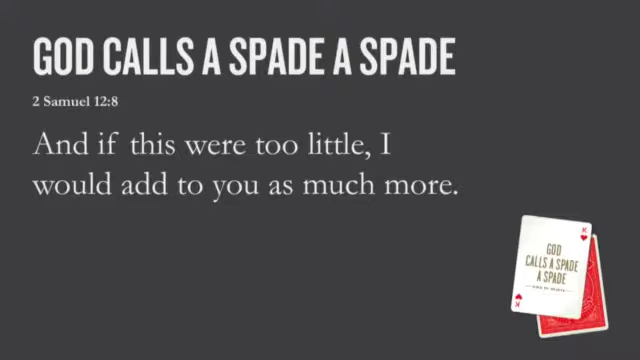 GOD CALLS A SPADE A SPADE
2 Samuel 12:8
And if this were too little, I
would add to you as much more.
K
GOD
CALLS A SPADE
A SPADE
K